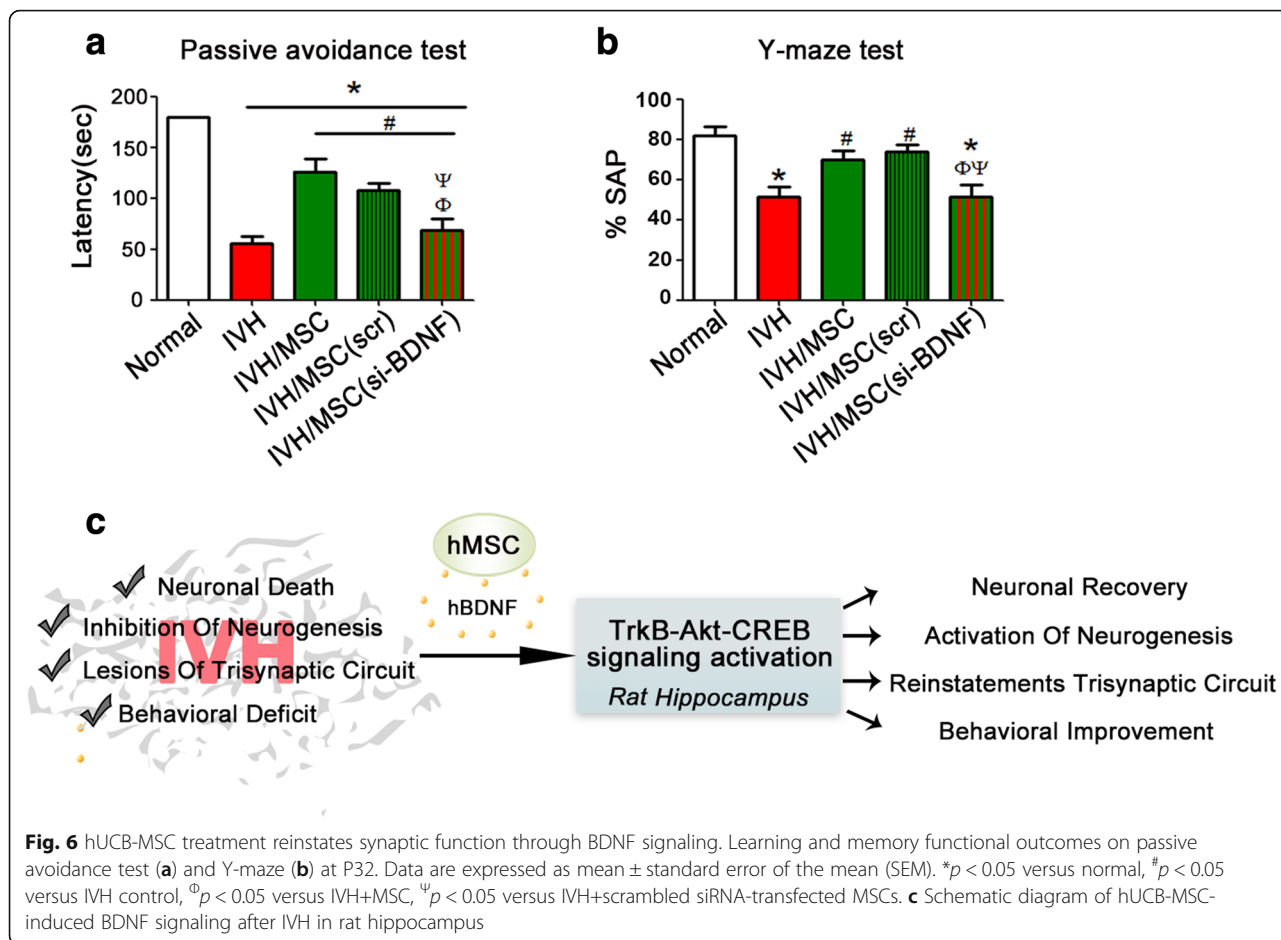 a
Passive avoidance test
*
#
Ψ
Φ
Latency(sec)
200
150
100
50
0
Normal
IVH
IVH/MSC
IVH/MSC(scr)
IVH/MSC(si-BDNF)
b
Y-maze test
*
#
#
*
ΦΨ
% SAP
100
80
60
40
20
0
Normal
IVH
IVH/MSC
IVH/MSC(scr)
IVH/MSC(si-BDNF)
c
IVH
Neuronal Death
Inhibition Of Neurogenesis
Lesions Of Trisynaptic Circuit
Behavioral Deficit
hMSC
hBDNF
TrkB-Akt-CREB
signaling activation
Rat Hippocampus
Neuronal Recovery
Activation Of Neurogenesis
Reinstatements Trisynaptic Circuit
Behavioral Improvement
Fig. 6 hUCB-MSC treatment reinstates synaptic function through BDNF signaling. Learning and memory functional outcomes on passive
avoidance test (a) and Y-maze (b) at P32. Data are expressed as mean ± standard error of the mean (SEM). *p < 0.05 versus normal, #p < 0.05
versus IVH control, Φp < 0.05 versus IVH+MSC, Ψp < 0.05 versus IVH+scrambled siRNA-transfected MSCs. c Schematic diagram of hUCB-MSC-
induced BDNF signaling after IVH in rat hippocampus